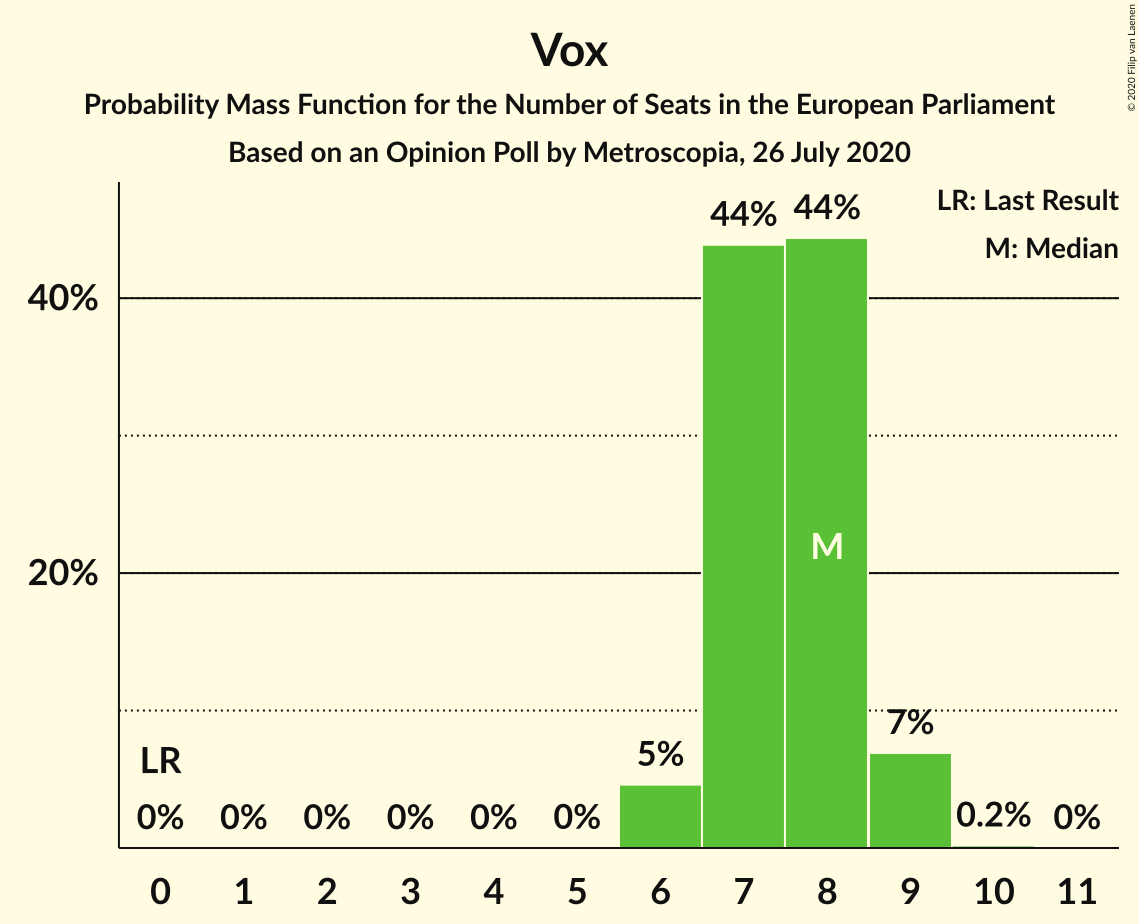 Vox
Probability Mass Function for the Number of Seats in the European Parliament
Based on an Opinion Poll by Metroscopia, 26 July 2020
© 2020 Filip van Laenen
LR: Last Result
M: Median
44% 44%
40%
M
20%
7%
5%
LR
0% 0% 0% 0% 0% 0% 0.2% 0%
0 1 2 3 4 5 6 7 8 9 10 11